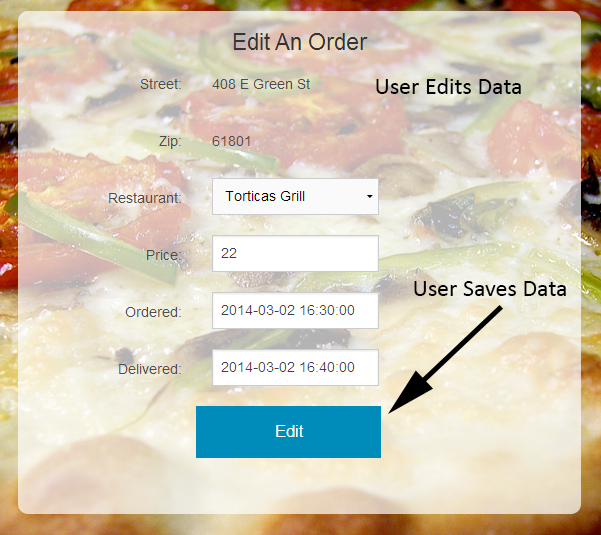 Edit An Order
Street: 408 E Green St
User Edits Data
Zip: 61801
Restaurant: Torticas Grill
Price: 22
User Saves Data
Ordered: 2014-03-02 16:30:00
Delivered: 2014-03-02 16:40:00
Edit